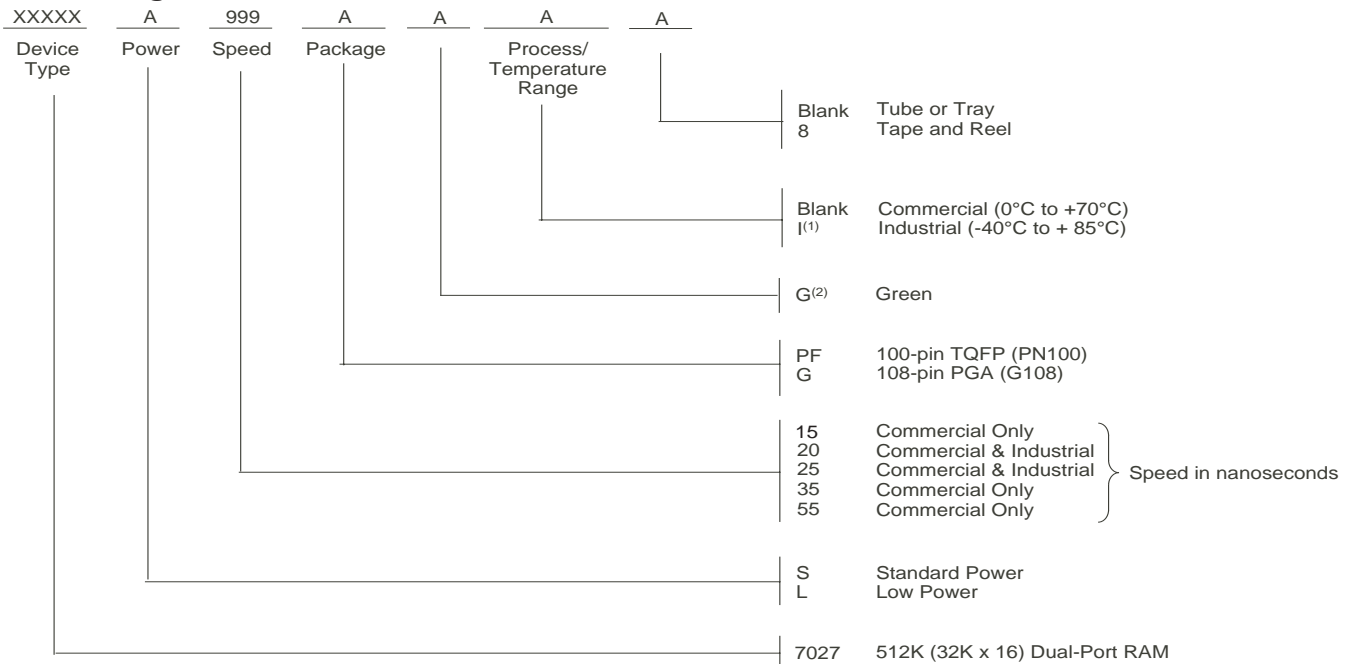 XXXXX A 999 A A A A
Device Type Power Speed Package Process/ Temperature Range
Blank Tube or Tray
8 Tape and Reel
Blank Commercial (0°C to +70°C)
I(1) Industrial (-40°C to + 85°C)
G(2) Green
PF 100-pin TQFP (PN100)
G 108-pin PGA (G108)
15 Commercial Only
20 Commercial & Industrial
25 Commercial & Industrial
35 Commercial Only
55 Commercial Only
Speed in nanoseconds
S Standard Power
L Low Power
7027 512K (32K x 16) Dual-Port RAM